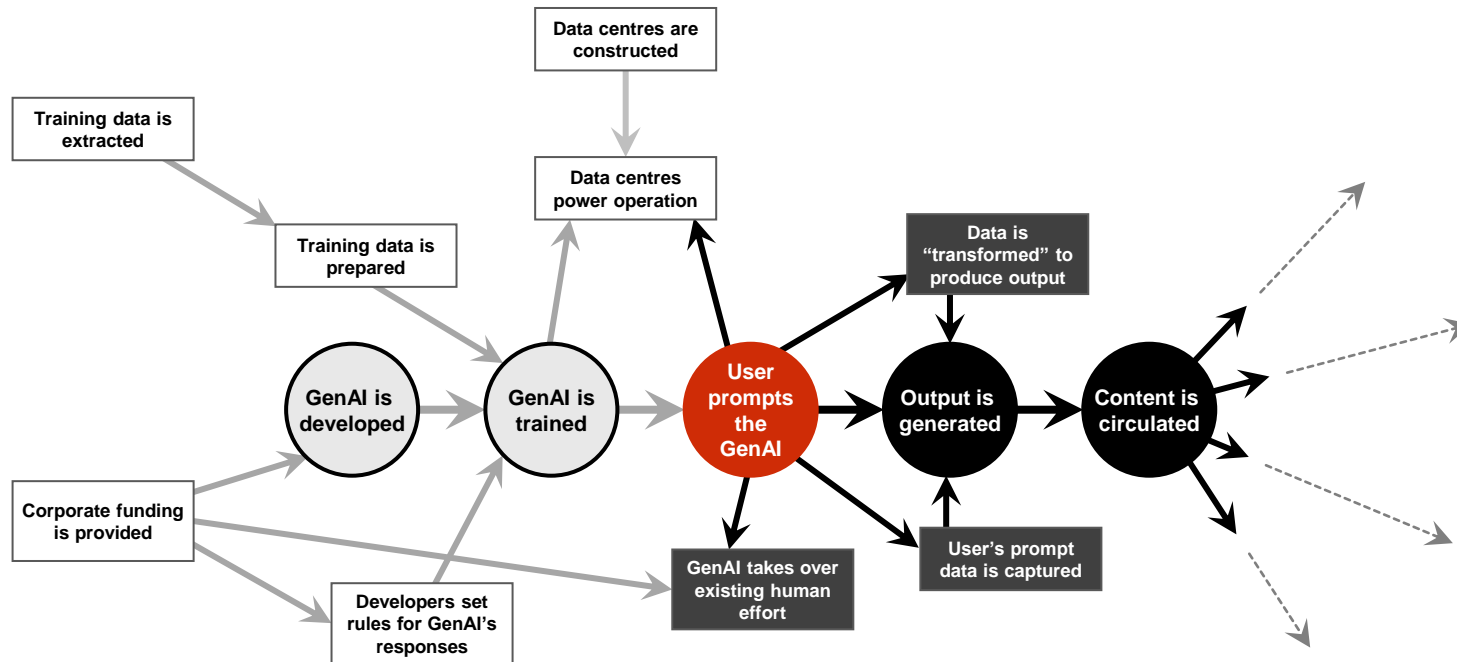 Data centres are
constructed
Training data is
extracted
Data centres
power operation
Training data is
prepared
Data is
“transformed” to
produce output
GenAI is
developed
GenAI is
trained
User
prompts
the
GenAI
Output is
generated
Content is
circulated
Corporate funding
is provided
Developers set
rules for GenAI’s
responses
GenAI takes over
existing human
effort
User’s prompt
data is captured